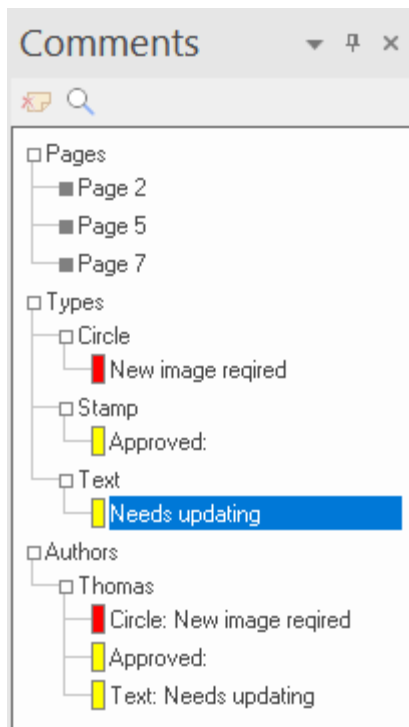 Comments
Pages
Page 2
Page 5
Page 7
Types
Circle
New image reqired
Stamp
Approved:
Text
Needs updating
Authors
Thomas
Circle: New image reqired
Approved:
Text: Needs updating